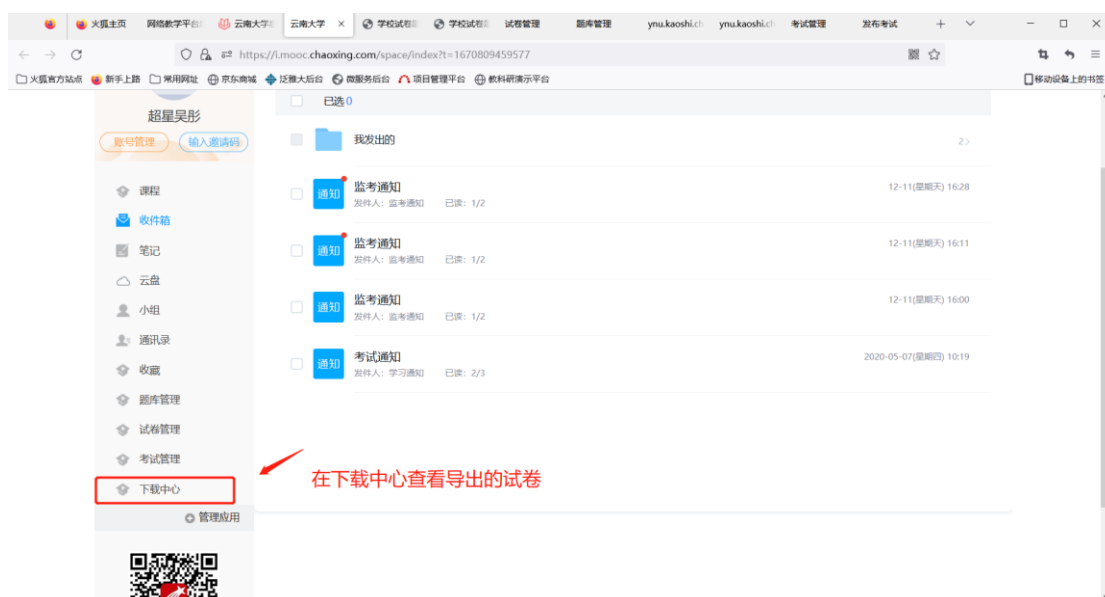 火狐主页 网络教学平台 云南大学 云南大学 × 学校试卷 学校试卷 试卷管理 题库管理 ynu.kaoshi.ch ynu.kaoshi.ch 考试管理 发布考试
https://i.mooc.chaoxing.com/space/index?t=1670809459577
火狐官方站点 新手上路 常用网址 京东商城 泛雅大后台 微服务后台 项目管理平台 教科研演示平台 移动设备上的书签
已选0
超星吴彤
账号管理 输入邀请码
我发出的 2
课程
收件箱
笔记
云盘
小组
通讯录
收藏
题库管理
试卷管理
考试管理
下载中心
管理应用
通知 监考通知 12-11(星期天) 16:28
发件人: 监考通知 已读: 1/2
通知 监考通知 12-11(星期天) 16:11
发件人: 监考通知 已读: 1/2
通知 监考通知 12-11(星期天) 16:00
发件人: 监考通知 已读: 1/2
通知 考试通知 2020-05-07(星期四) 10:19
发件人: 学习通知 已读: 2/3
在下载中心查看导出的试卷